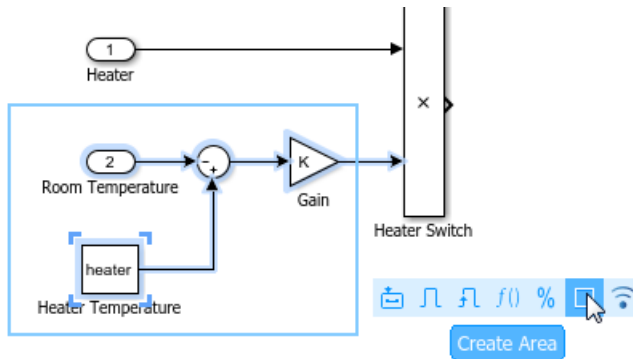 1
Heater
×
2
Room Temperature
-
+
K
Gain
Heater Switch
heater
Heater Temperature
f()
%
Create Area